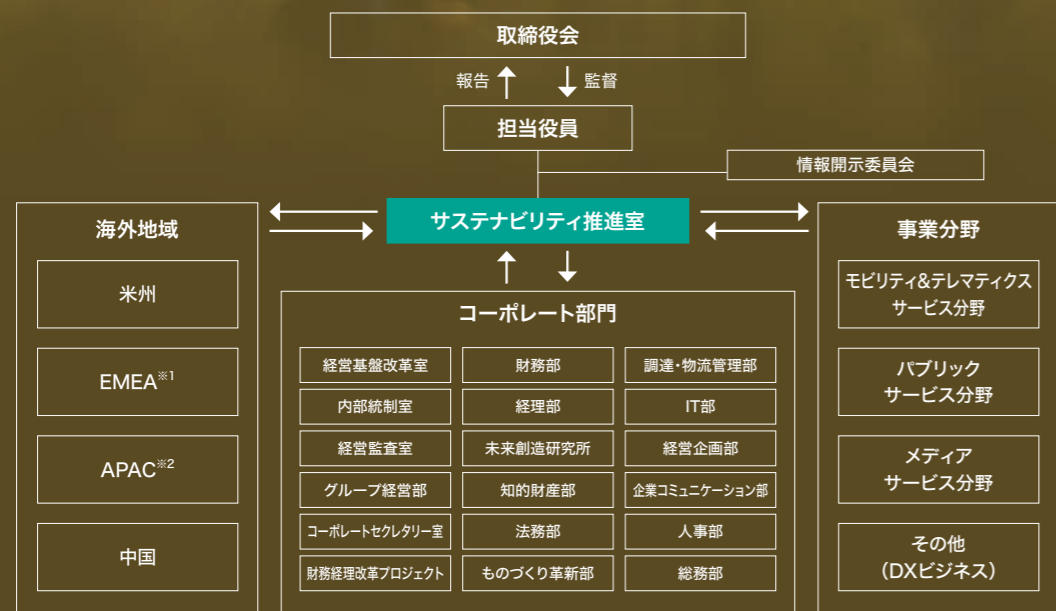 取締役会
報告
監督
担当役員
情報開示委員会
サステナビリティ推進室
海外地域
米州
EMEA※1
APAC※2
中国
コーポレート部門
経営基盤改革室
財務部
調達・物流管理部
内部統制室
経理部
IT部
経営監査室
未来創造研究所
経営企画部
グループ経営部
知的財産部
企業コミュニケーション部
コーポレートセクレタリー室
法務部
人事部
財務経理改革プロジェクト
ものづくり革新部
総務部
事業分野
モビリティ&テレマティクス
サービス分野
パブリック
サービス分野
メディア
サービス分野
その他
（DXビジネス）